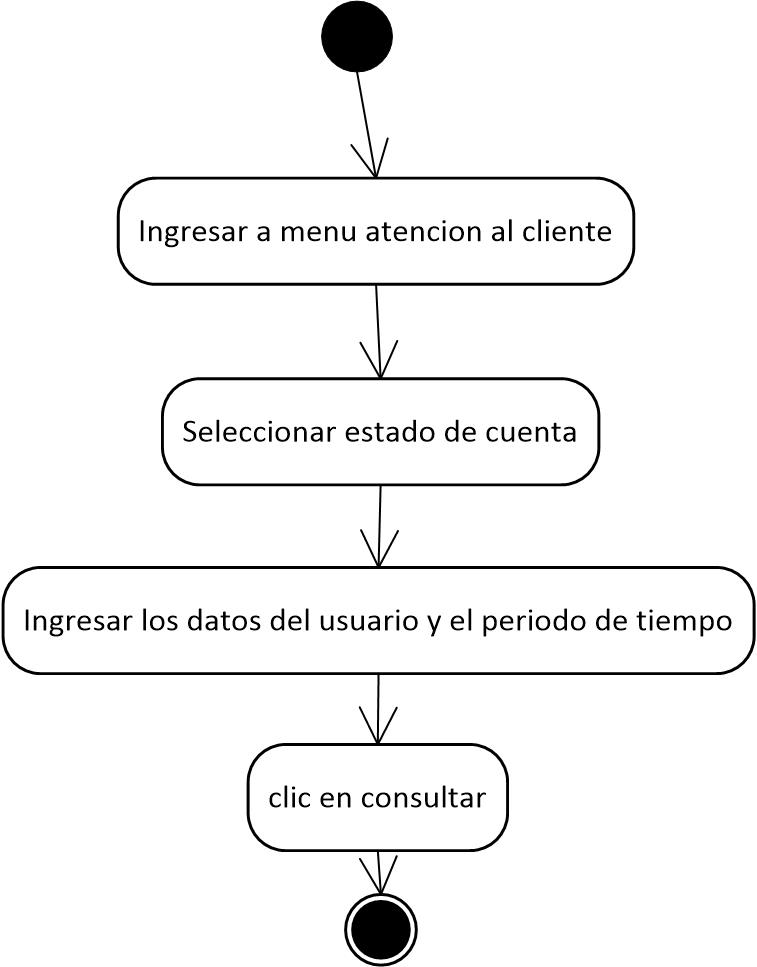 Ingresar a menu atencion al cliente
Seleccionar estado de cuenta
Ingresar los datos del usuario y el periodo de tiempo
clic en consultar